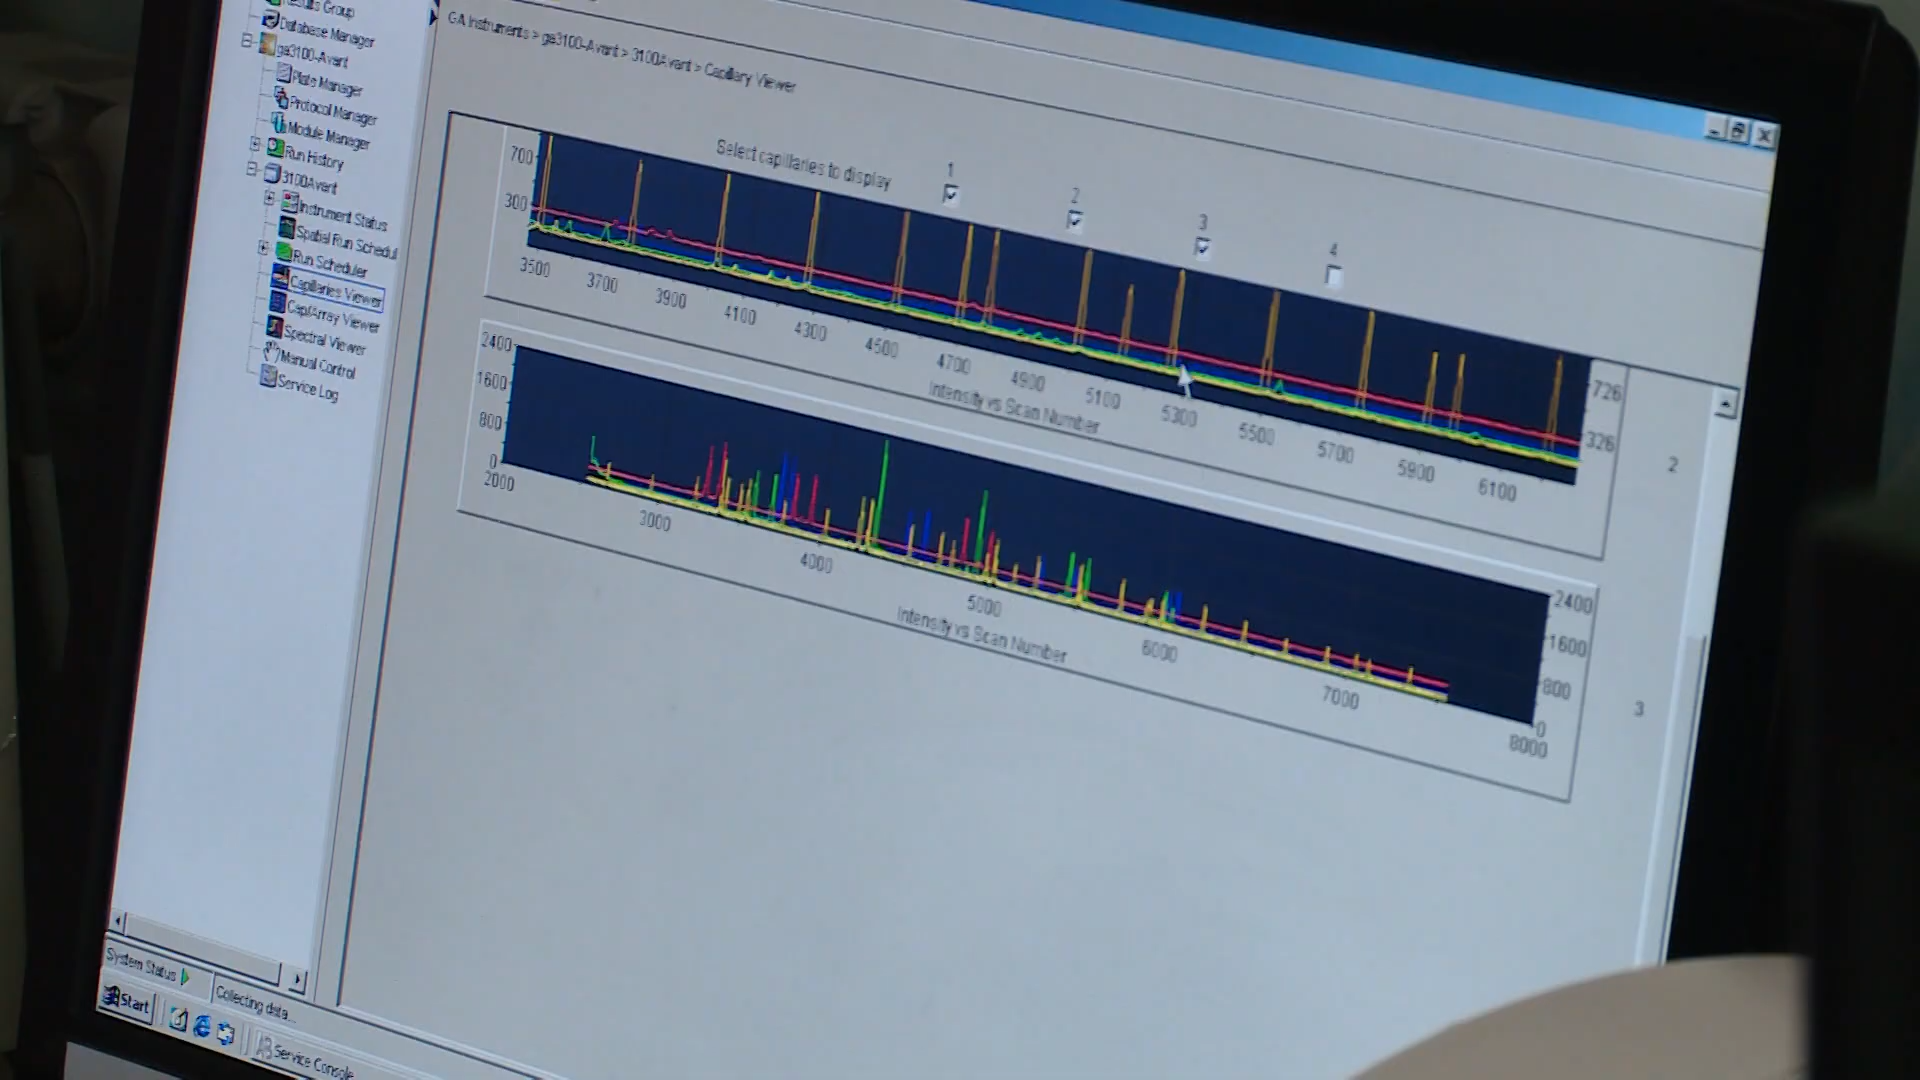 Results Group
Database Manager
ga3100-Avant
Plate Manager
Protocol Manager
Module Manager
Run History
3100Avant
Instrument Status
Spatial Run Schedul
Run Scheduler
Capillaries Viewer
Cap/Array Viewer
Spectral Viewer
Manual Control
Service Log
GA Instruments > ga3100-Avant > 3100Avant > Capillary Viewer
Select capillaries to display
1
2
3
4
700
300
3500
3700
3900
4100
4300
4500
4700
4900
5100
5300
5500
5700
5900
6100
726
326
2
Intensity vs Scan Number
2400
1600
800
0
2000
3000
4000
5000
6000
7000
8000
2400
1600
800
0
3
Intensity vs Scan Number
System Status
Collecting data...
Start
Service Console